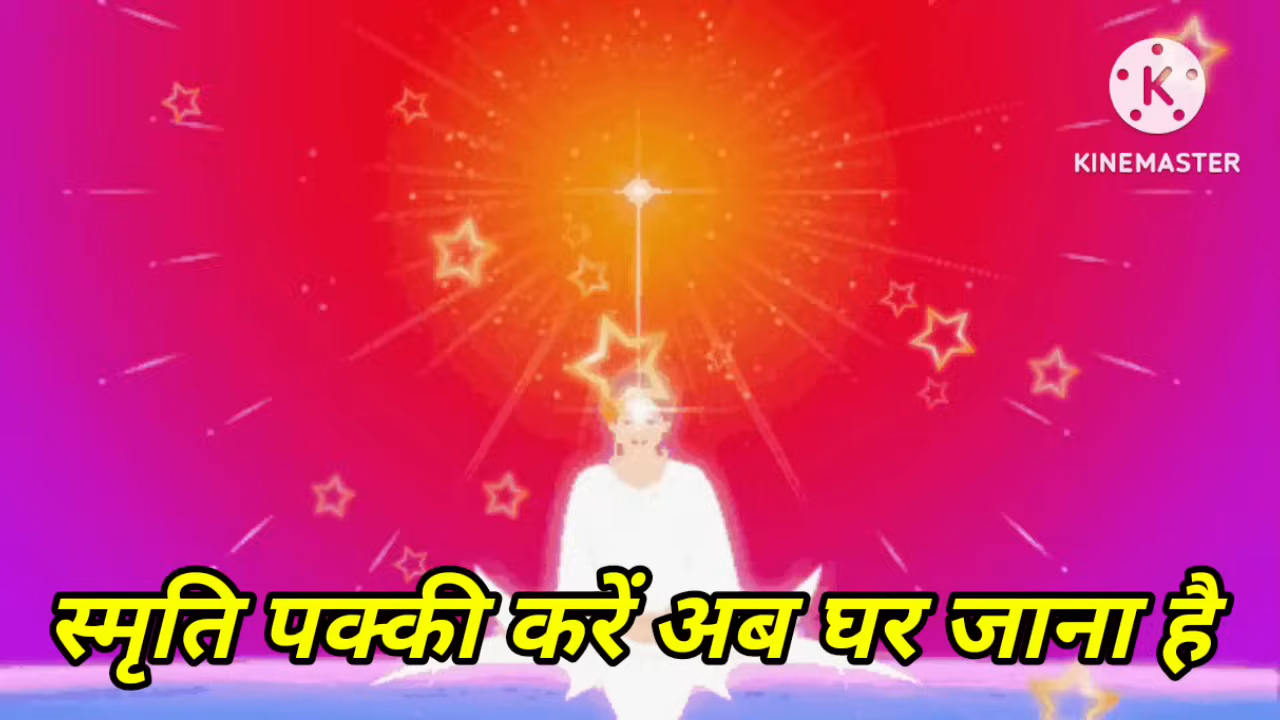 KINEMASTER
स्मृति पक्की करें अब घर जाना है